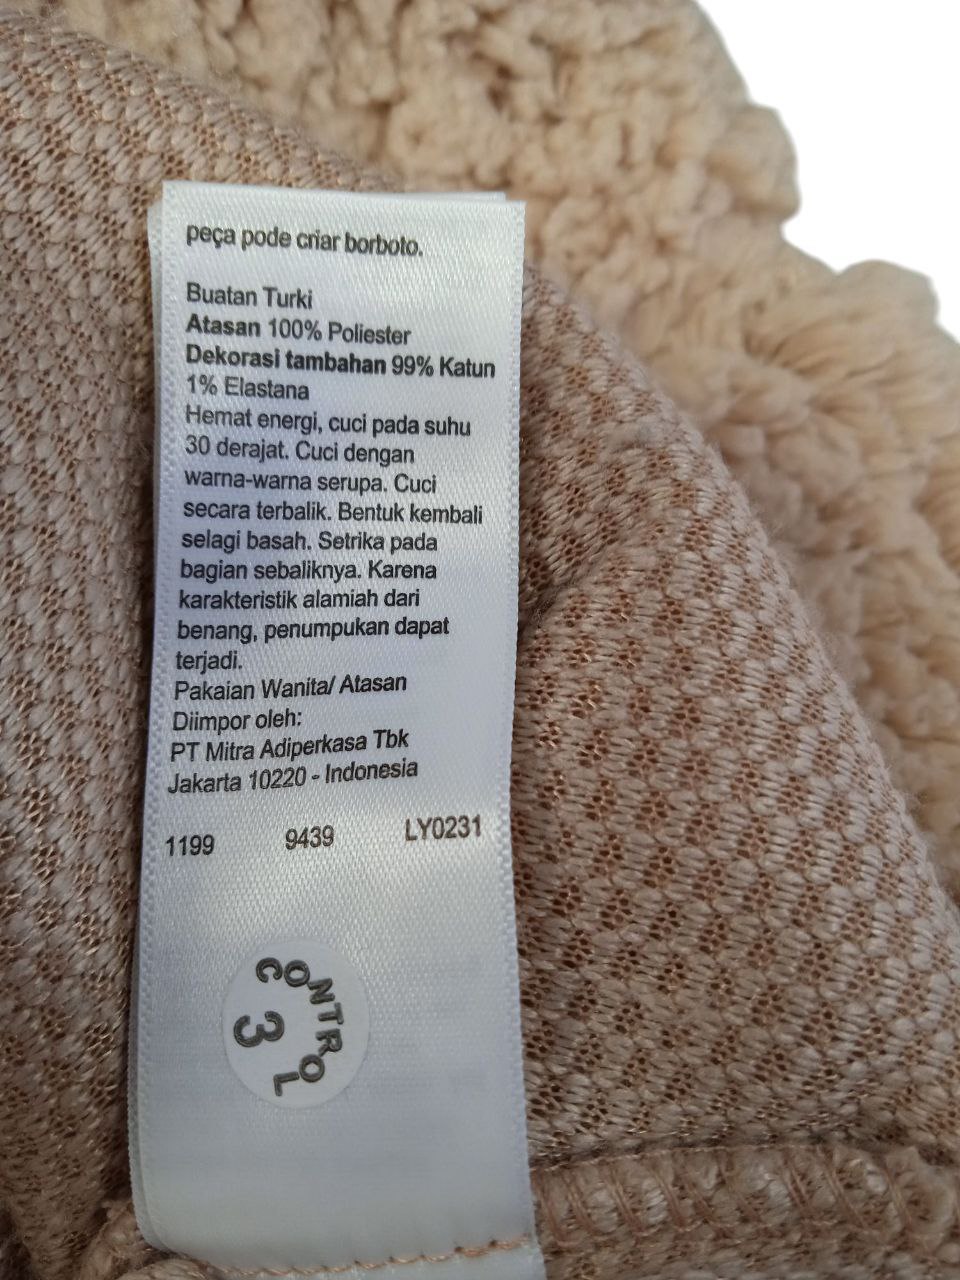 peça pode criar borboto.
Buatan Turki
Atasan 100% Poliester
Dekorasi tambahan 99% Katun
1% Elastana
Hemat energi, cuci pada suhu
30 derajat. Cuci dengan
warna-warna serupa. Cuci
secara terbalik. Bentuk kembali
selagi basah. Setrika pada
bagian sebaliknya. Karena
karakteristik alamiah dari
benang, penumpukan dapat
terjadi.
Pakaian Wanita/ Atasan
Diimpor oleh:
PT Mitra Adiperkasa Tbk
Jakarta 10220 - Indonesia
1199 9439 LY0231
CONTROL
3